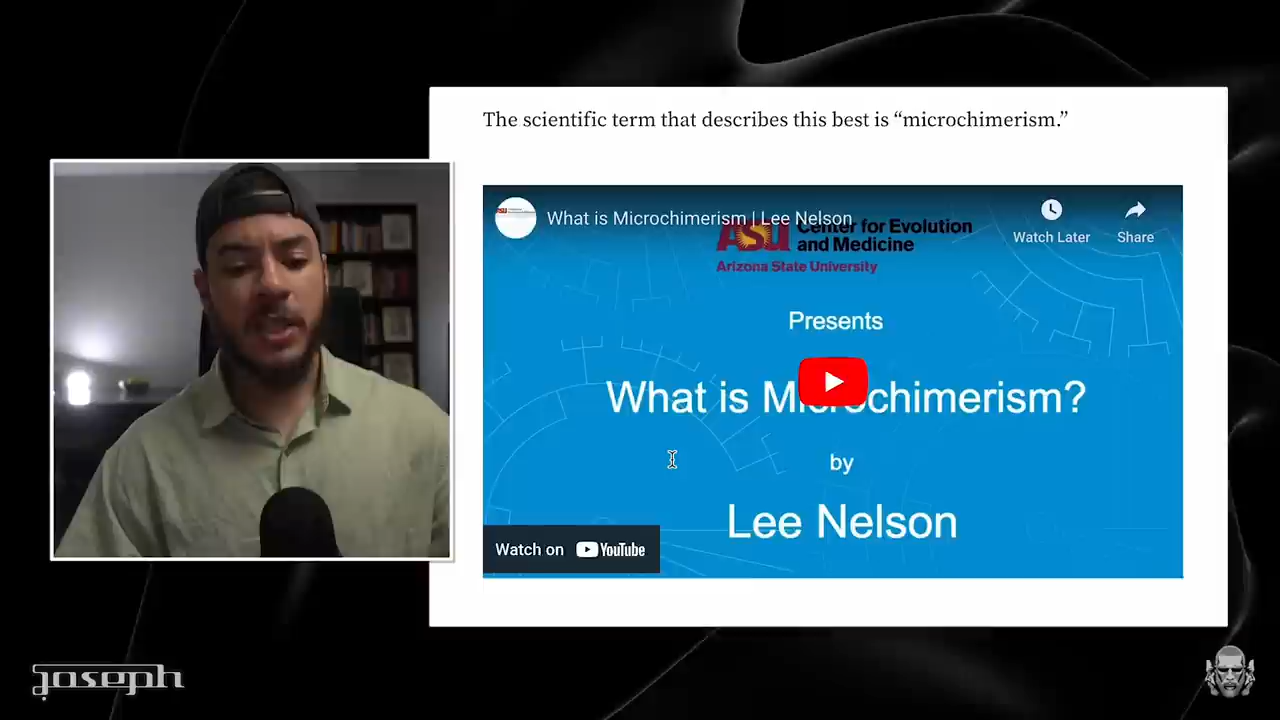 The scientific term that describes this best is “microchimerism.”
What is Microchimerism | Lee Nelson
Watch Later
Share
ASU Center for Evolution
and Medicine
Arizona State University
Presents
What is Microchimerism?
by
Lee Nelson
Watch on YouTube
joseph